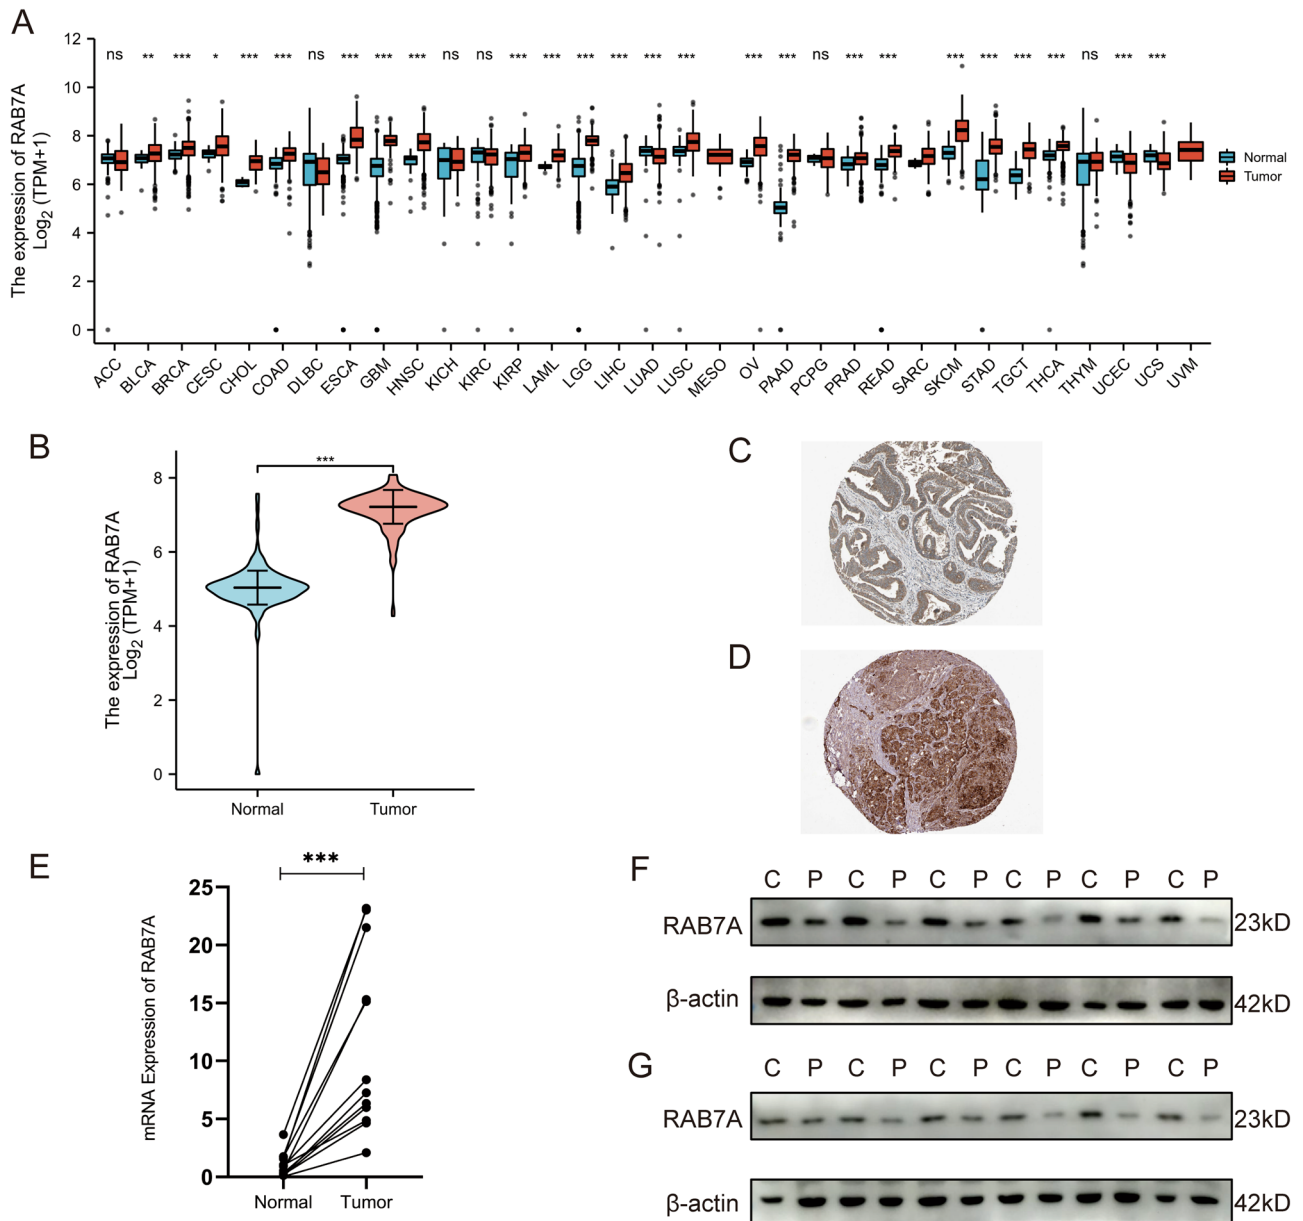 A
The expression of RAB7A
Log2 (TPM+1)
12
10
8
6
4
2
0
ns ** *** * *** *** ns *** *** *** ns ns *** *** *** *** *** *** *** *** ns *** *** *** *** *** *** ns *** ***
Normal
Tumor
ACC BLCA BRCA CESC CHOL COAD DLBC ESCA GBM HNSC KICH KIRC KIRP LAML LGG LIHC LUAD LUSC MESO OV PAAD PCPG PRAD READ SARC SKCM STAD TGCT THCA THYM UCEC UCS UVM
B
The expression of RAB7A
Log2 (TPM+1)
8
6
4
2
0
***
Normal Tumor
C
D
E
mRNA Expression of RAB7A
***
25
20
15
10
5
0
Normal Tumor
F
C P C P C P C P C P C P
RAB7A 23kD
β-actin 42kD
G
C P C P C P C P C P C P
RAB7A 23kD
β-actin 42kD